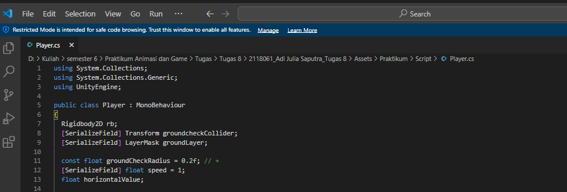 File Edit Selection View Go Run ... Search
Restricted Mode is intended for safe code browsing. Trust this window to enable all features. Manage Learn More
Player.cs
D: > Kuliah > semester 6 > Praktikum Animasi dan Game > Tugas > Tugas 8 > 2118061_Adi Julia Saputra_Tugas 8 > Assets > Praktikum > Script > Player.cs
1 using System.Collections;
2 using System.Collections.Generic;
3 using UnityEngine;
4
5 public class Player : MonoBehaviour
6 {
7 Rigidbody2D rb;
8 [SerializeField] Transform groundcheckCollider;
9 [SerializeField] LayerMask groundLayer;
10
11 const float groundCheckRadius = 0.2f; // +
12 [SerializeField] float speed = 1;
13 float horizontalValue;